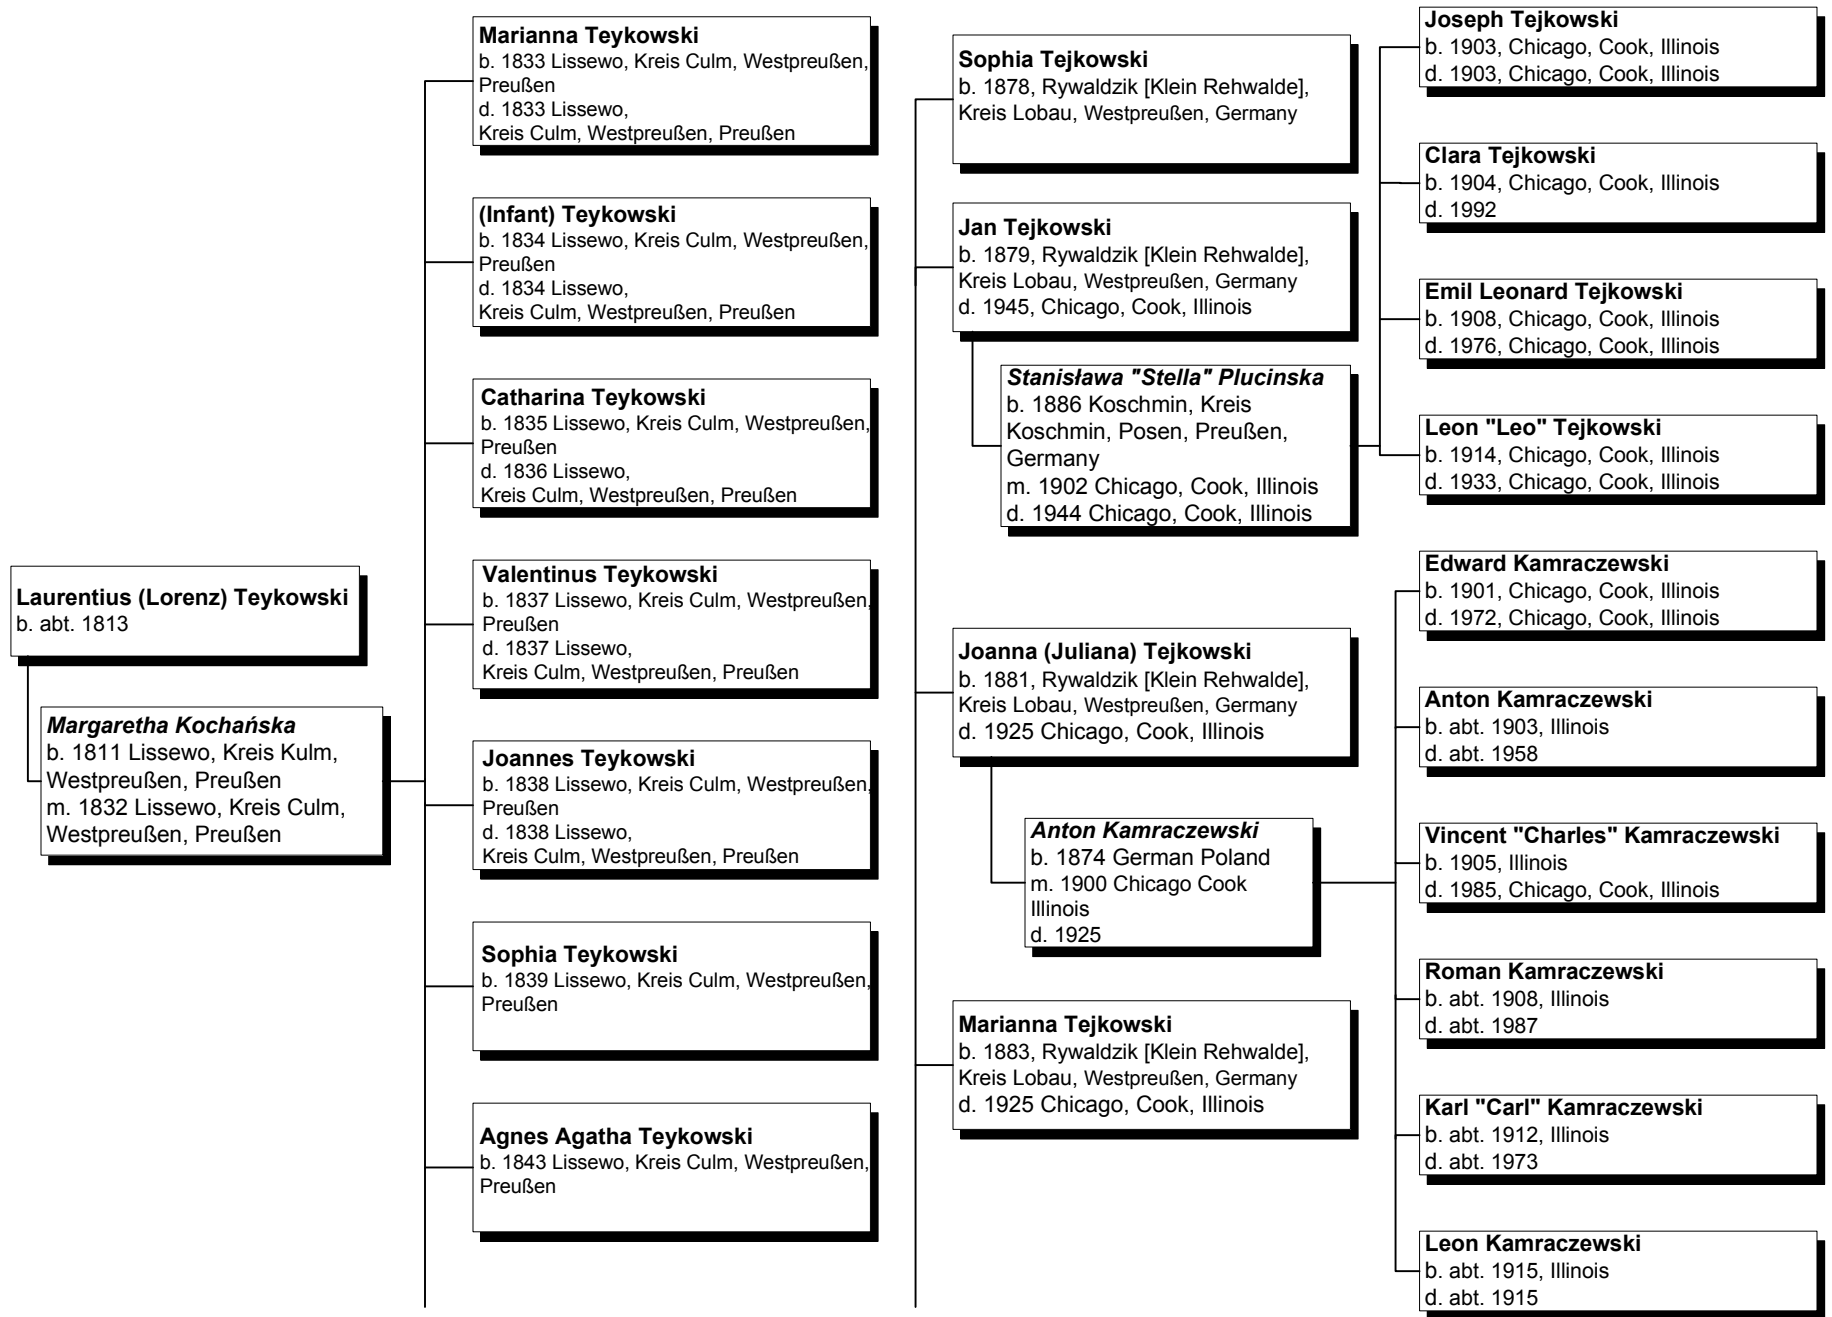 Laurentius (Lorenz) Teykowski
b. abt. 1813
Margaretha Kochańska
b. 1811 Lissewo, Kreis Kulm,
Westpreußen, Preußen
m. 1832 Lissewo, Kreis Culm,
Westpreußen, Preußen
Marianna Teykowski
b. 1833 Lissewo, Kreis Culm, Westpreußen,
Preußen
d. 1833 Lissewo,
Kreis Culm, Westpreußen, Preußen
(Infant) Teykowski
b. 1834 Lissewo, Kreis Culm, Westpreußen,
Preußen
d. 1834 Lissewo,
Kreis Culm, Westpreußen, Preußen
Catharina Teykowski
b. 1835 Lissewo, Kreis Culm, Westpreußen,
Preußen
d. 1836 Lissewo,
Kreis Culm, Westpreußen, Preußen
Valentinus Teykowski
b. 1837 Lissewo, Kreis Culm, Westpreußen,
Preußen
d. 1837 Lissewo,
Kreis Culm, Westpreußen, Preußen
Joannes Teykowski
b. 1838 Lissewo, Kreis Culm, Westpreußen,
Preußen
d. 1838 Lissewo,
Kreis Culm, Westpreußen, Preußen
Sophia Teykowski
b. 1839 Lissewo, Kreis Culm, Westpreußen,
Preußen
Agnes Agatha Teykowski
b. 1843 Lissewo, Kreis Culm, Westpreußen,
Preußen
Sophia Tejkowski
b. 1878, Rywaldzik [Klein Rehwalde],
Kreis Lobau, Westpreußen, Germany
Jan Tejkowski
b. 1879, Rywaldzik [Klein Rehwalde],
Kreis Lobau, Westpreußen, Germany
d. 1945, Chicago, Cook, Illinois
Stanisława "Stella" Plucinska
b. 1886 Koschmin, Kreis
Koschmin, Posen, Preußen,
Germany
m. 1902 Chicago, Cook, Illinois
d. 1944 Chicago, Cook, Illinois
Joanna (Juliana) Tejkowski
b. 1881, Rywaldzik [Klein Rehwalde],
Kreis Lobau, Westpreußen, Germany
d. 1925 Chicago, Cook, Illinois
Anton Kamraczewski
b. 1874 German Poland
m. 1900 Chicago Cook
Illinois
d. 1925
Marianna Tejkowski
b. 1883, Rywaldzik [Klein Rehwalde],
Kreis Lobau, Westpreußen, Germany
d. 1925 Chicago, Cook, Illinois
Joseph Tejkowski
b. 1903, Chicago, Cook, Illinois
d. 1903, Chicago, Cook, Illinois
Clara Tejkowski
b. 1904, Chicago, Cook, Illinois
d. 1992
Emil Leonard Tejkowski
b. 1908, Chicago, Cook, Illinois
d. 1976, Chicago, Cook, Illinois
Leon "Leo" Tejkowski
b. 1914, Chicago, Cook, Illinois
d. 1933, Chicago, Cook, Illinois
Edward Kamraczewski
b. 1901, Chicago, Cook, Illinois
d. 1972, Chicago, Cook, Illinois
Anton Kamraczewski
b. abt. 1903, Illinois
d. abt. 1958
Vincent "Charles" Kamraczewski
b. 1905, Illinois
d. 1985, Chicago, Cook, Illinois
Roman Kamraczewski
b. abt. 1908, Illinois
d. abt. 1987
Karl "Carl" Kamraczewski
b. abt. 1912, Illinois
d. abt. 1973
Leon Kamraczewski
b. abt. 1915, Illinois
d. abt. 1915